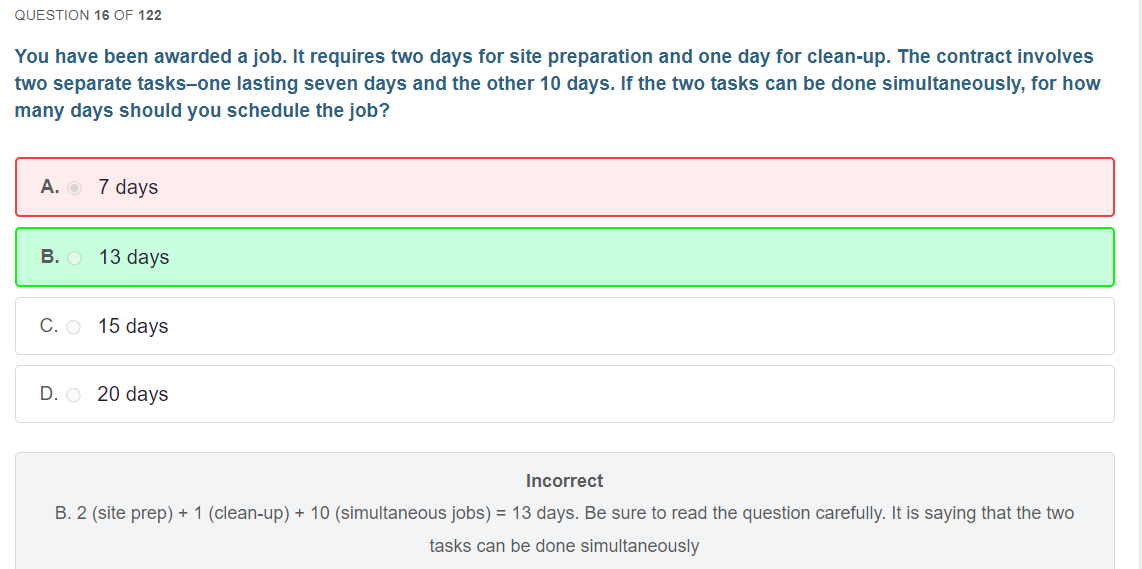 QUESTION 16 OF 122
You have been awarded a job. It requires two days for site preparation and one day for clean-up. The contract involves
two separate tasks–one lasting seven days and the other 10 days. If the two tasks can be done simultaneously, for how
many days should you schedule the job?
A. 7 days
B. 13 days
C. 15 days
D. 20 days
Incorrect
B. 2 (site prep) + 1 (clean-up) + 10 (simultaneous jobs) = 13 days. Be sure to read the question carefully. It is saying that the two
tasks can be done simultaneously